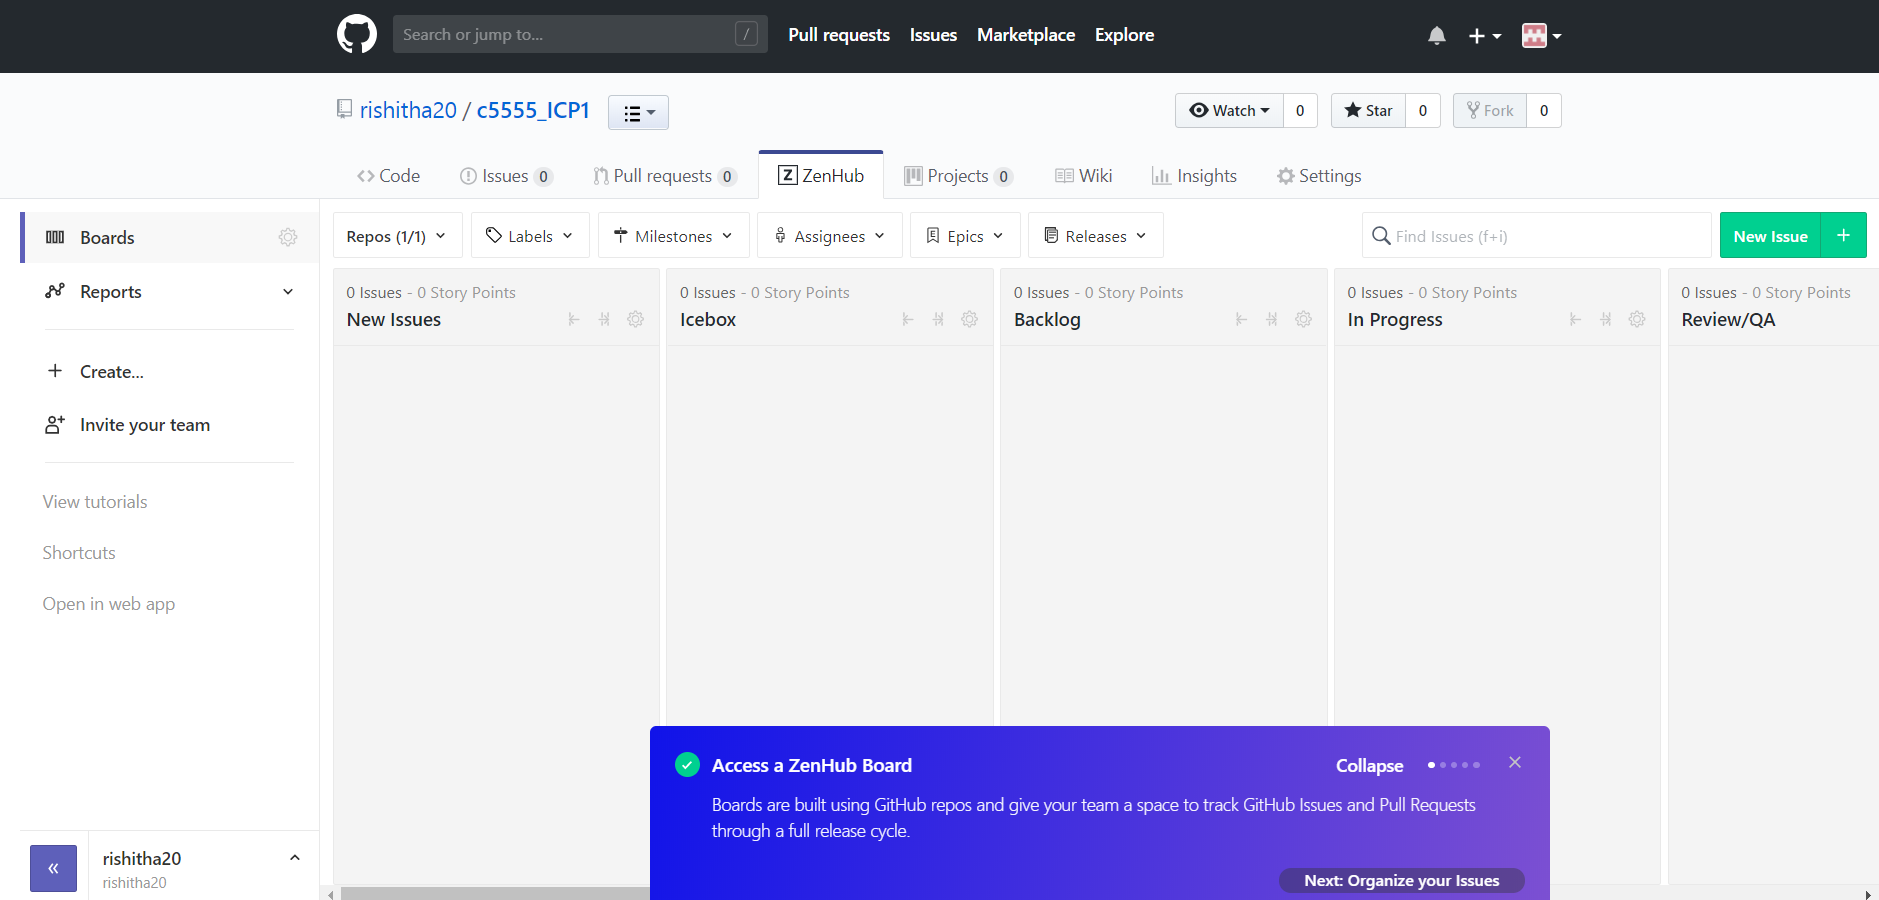 Search or jump to... /
Pull requests Issues Marketplace Explore
rishitha20 / c5555_ICP1
Watch 0 Star 0 Fork 0
Code Issues 0 Pull requests 0 Z ZenHub Projects 0 Wiki Insights Settings
Boards
Reports
Create...
Invite your team
View tutorials
Shortcuts
Open in web app
rishitha20
rishitha20
Repos (1/1) Labels Milestones Assignees Epics Releases Find Issues (f+i) New Issue +
0 Issues - 0 Story Points
New Issues
0 Issues - 0 Story Points
Icebox
0 Issues - 0 Story Points
Backlog
0 Issues - 0 Story Points
In Progress
0 Issues - 0 Story Points
Review/QA
Access a ZenHub Board Collapse
Boards are built using GitHub repos and give your team a space to track GitHub Issues and Pull Requests
through a full release cycle.
Next: Organize your Issues